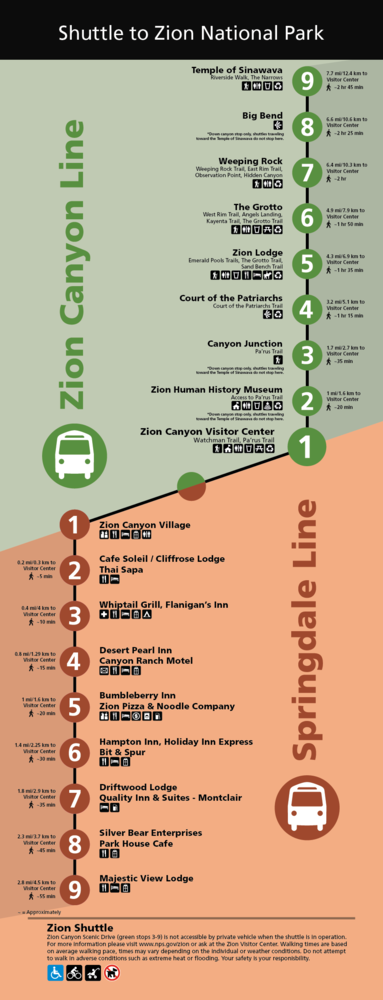 Shuttle to Zion National Park
Zion Canyon Line
Temple of Sinawava
Riverside Walk, The Narrows
9
7.7 mi/12.4 km to
Visitor Center
~2 hr 45 min
Big Bend
*Down canyon stop only, shuttles traveling
toward the Temple of Sinawava do not stop here.
8
6.6 mi/10.6 km to
Visitor Center
~2 hr 25 min
Weeping Rock
Weeping Rock Trail, East Rim Trail,
Observation Point, Hidden Canyon
7
6.4 mi/10.3 km to
Visitor Center
~2 hr
The Grotto
West Rim Trail, Angels Landing,
Kayenta Trail, The Grotto Trail
6
4.9 mi/7.9 km to
Visitor Center
~1 hr 50 min
Zion Lodge
Emerald Pools Trails, The Grotto Trail,
Sand Bench Trail
5
4.3 mi/6.9 km to
Visitor Center
~1 hr 35 min
Court of the Patriarchs
Court of the Patriarchs Trail
4
3.2 mi/5.1 km to
Visitor Center
~1 hr 15 min
Canyon Junction
Pa'rus Trail
3
1.7 mi/2.7 km to
Visitor Center
~35 min
*Down canyon stop only, shuttles traveling
toward the Temple of Sinawava do not stop here.
Zion Human History Museum
Access to Pa'rus Trail
2
1 mi/1.6 km to
Visitor Center
~20 min
*Down canyon stop only, shuttles traveling
toward the Temple of Sinawava do not stop here.
Zion Canyon Visitor Center
Watchman Trail, Pa'rus Trail
1
Springdale Line
1
Zion Canyon Village
0.2 mi/0.3 km to
Visitor Center
~5 min
2
Cafe Soleil / Cliffrose Lodge
Thai Sapa
0.4 mi/4 km to
Visitor Center
~10 min
3
Whiptail Grill, Flanigan's Inn
0.8 mi/1.29 km to
Visitor Center
~15 min
4
Desert Pearl Inn
Canyon Ranch Motel
1 mi/1.6 km to
Visitor Center
~20 min
5
Bumbleberry Inn
Zion Pizza & Noodle Company
1.4 mi/2.25 km to
Visitor Center
~30 min
6
Hampton Inn, Holiday Inn Express
Bit & Spur
1.8 mi/2.9 km to
Visitor Center
~35 min
7
Driftwood Lodge
Quality Inn & Suites - Montclair
2.3 mi/3.7 km to
Visitor Center
~45 min
8
Silver Bear Enterprises
Park House Cafe
2.8 mi/4.5 km to
Visitor Center
~55 min
9
Majestic View Lodge
~ = Approximately
Zion Shuttle
Zion Canyon Scenic Drive (green stops 3-9) is not accessible by private vehicle when the shuttle is in operation.
For more information please visit www.nps.gov/zion or ask at the Zion Visitor Center. Walking times are based
on average walking pace, times may vary depending on the individual or weather conditions. Do not attempt
to walk in adverse conditions such as extreme heat or flooding. Your safety is your responsibility.